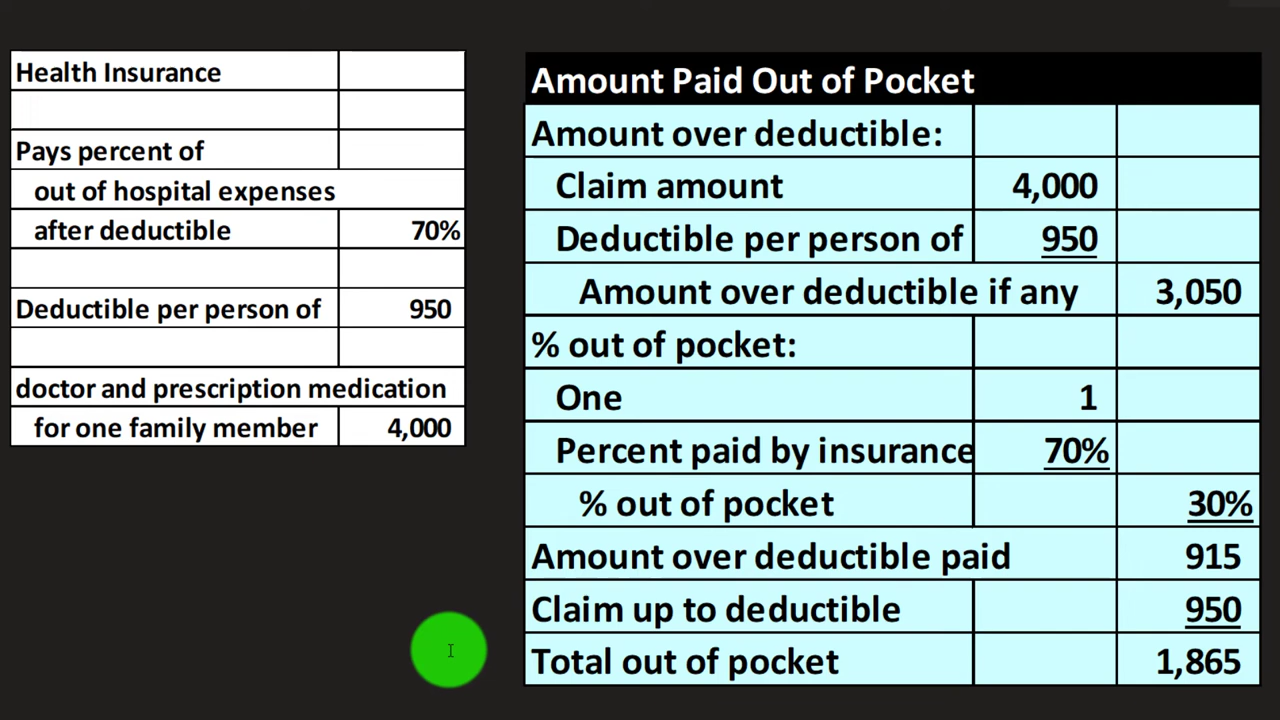 Health Insurance
Pays percent of
out of hospital expenses
after deductible 70%
Deductible per person of 950
doctor and prescription medication
for one family member 4,000
Amount Paid Out of Pocket
Amount over deductible:
Claim amount 4,000
Deductible per person of 950
Amount over deductible if any 3,050
% out of pocket:
One 1
Percent paid by insurance 70%
% out of pocket 30%
Amount over deductible paid 915
Claim up to deductible 950
Total out of pocket 1,865